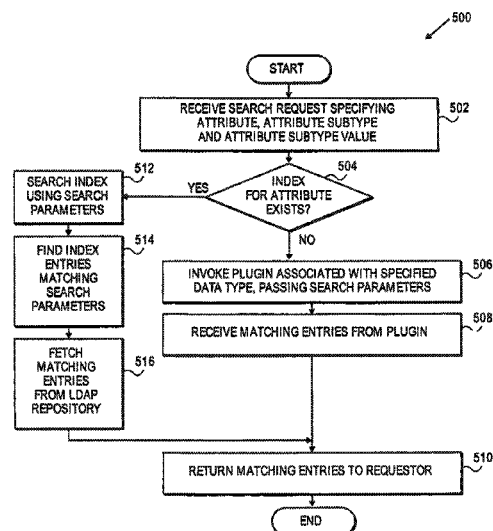 500
START
RECEIVE SEARCH REQUEST SPECIFYING
ATTRIBUTE, ATTRIBUTE SUBTYPE
AND ATTRIBUTE SUBTYPE VALUE
502
504
INDEX
FOR ATTRIBUTE
EXISTS?
YES
NO
512
SEARCH INDEX
USING SEARCH
PARAMETERS
514
FIND INDEX
ENTRIES
MATCHING
SEARCH
PARAMETERS
516
FETCH
MATCHING
ENTRIES
FROM LDAP
REPOSITORY
INVOKE PLUGIN ASSOCIATED WITH SPECIFIED
DATA TYPE, PASSING SEARCH PARAMETERS
506
RECEIVE MATCHING ENTRIES FROM PLUGIN
508
RETURN MATCHING ENTRIES TO REQUESTOR
510
END